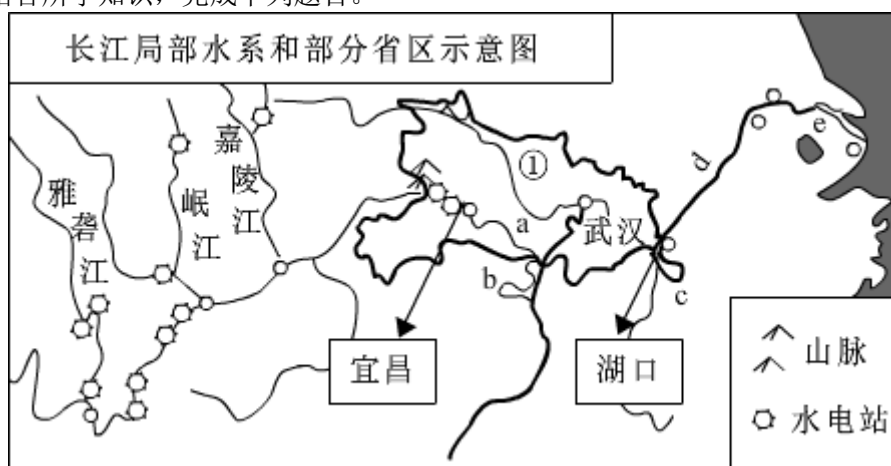 结合所学知识，完成下列题目。
长江局部水系和部分省区示意图
雅砻江
岷江
嘉陵江
①
武汉
a
b
c
d
e
宜昌
湖口
山脉
水电站